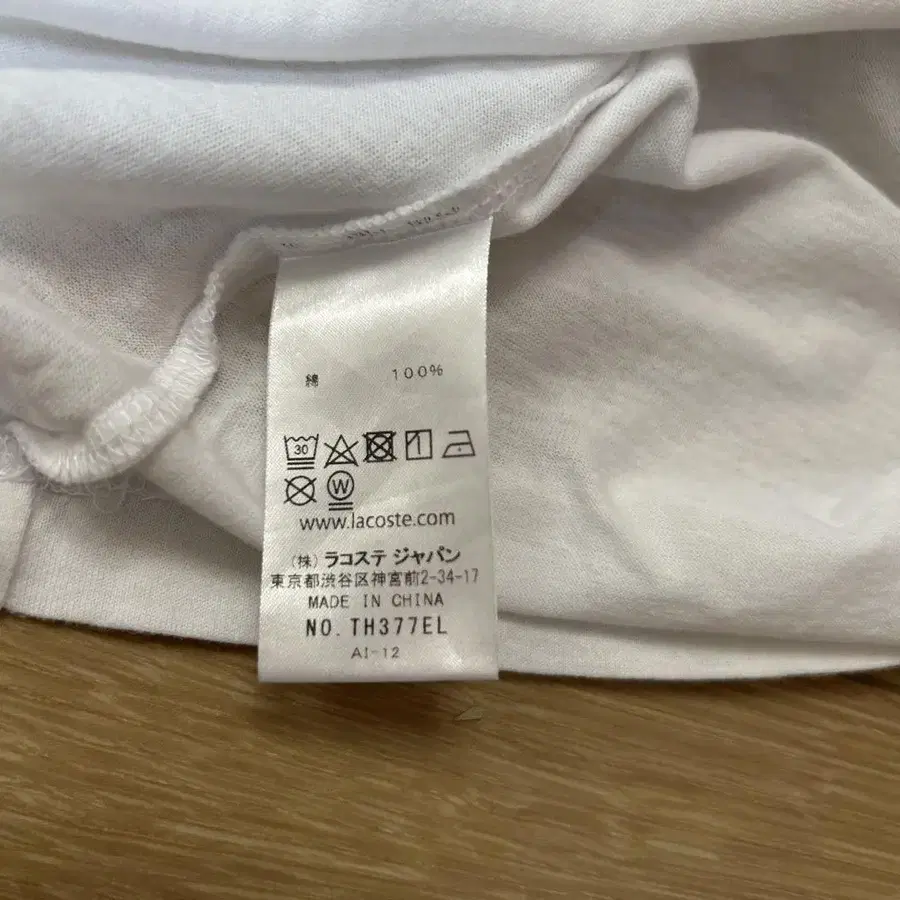 綿 100%
30
W
www.lacoste.com
(株) ラコステ ジャパン
東京都渋谷区神宮前2-34-17
MADE IN CHINA
NO. TH377EL
AI-12